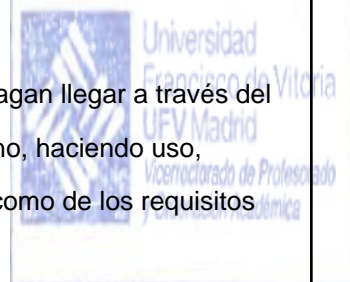 Universidad
Francisco de Vitoria
agan llegar a través del
UFV Madrid
no, haciendo uso,
Vicerrectorado de Profesorado
como de los requisitos
y Ordenación Académica